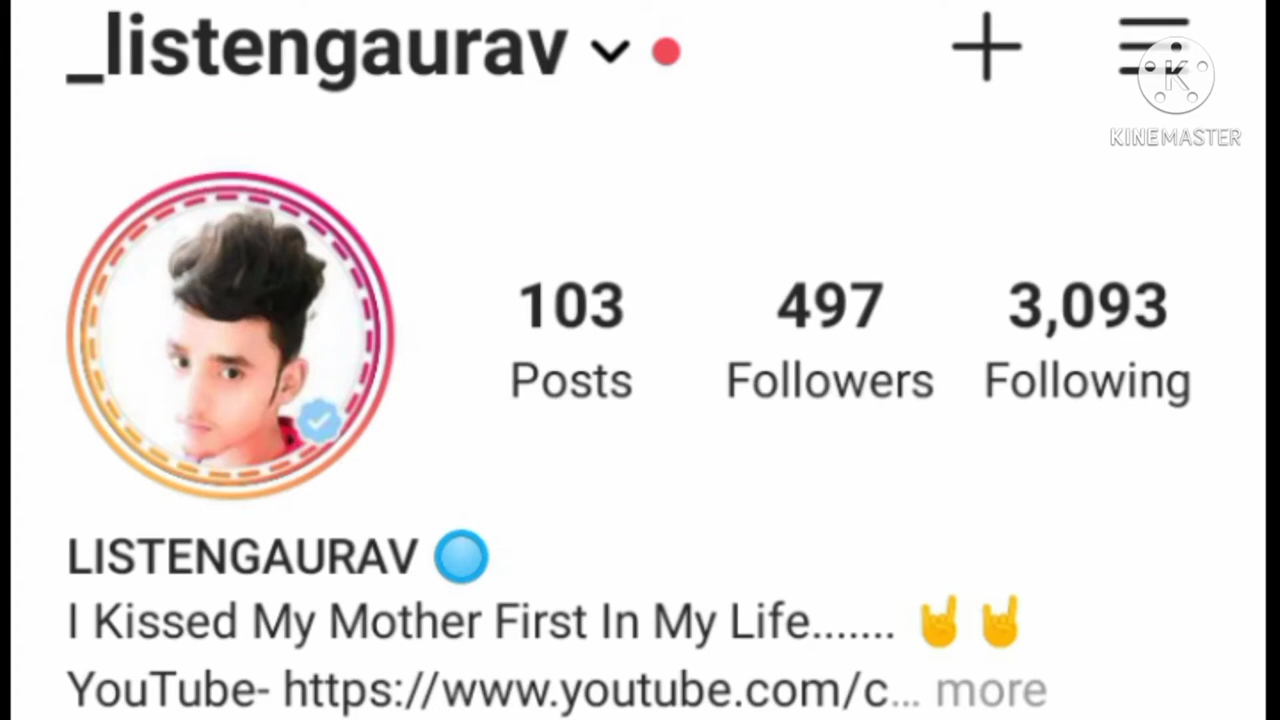 _listengaurav
K
KINEMASTER
103 497 3,093
Posts Followers Following
LISTENGAURAV
I Kissed My Mother First In My Life....... 🤘🤘
YouTube- https://www.youtube.com/c... more